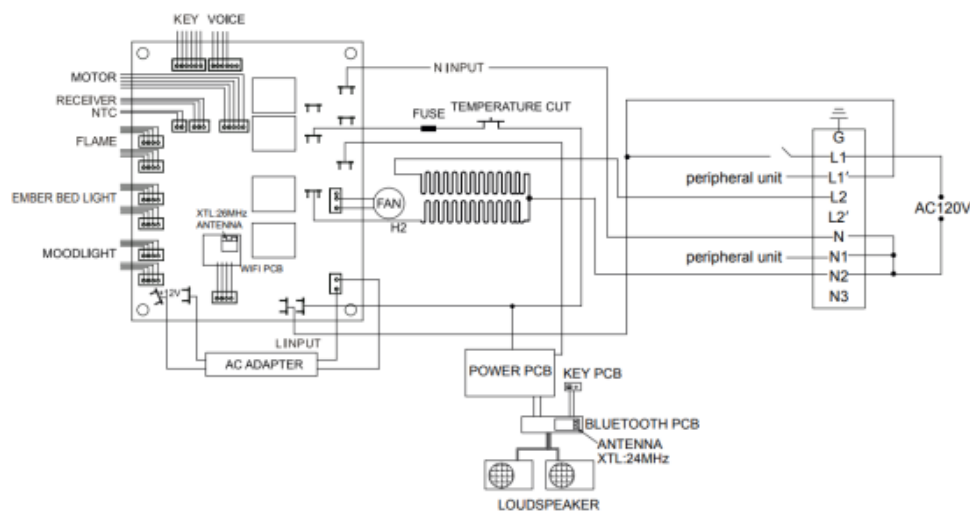 KEY VOICE
N INPUT
MOTOR
RECEIVER
NTC
FLAME
FUSE
TEMPERATURE CUT
G
L1
peripheral unit
L1'
L2
AC120V
L2'
N
peripheral unit
N1
N2
N3
EMBER BED LIGHT
FAN
H2
XTL:26MHz
ANTENNA
MOODLIGHT
WIFI PCB
+12V
LINPUT
AC ADAPTER
POWER PCB
KEY PCB
BLUETOOTH PCB
ANTENNA
XTL:24MHz
LOUDSPEAKER